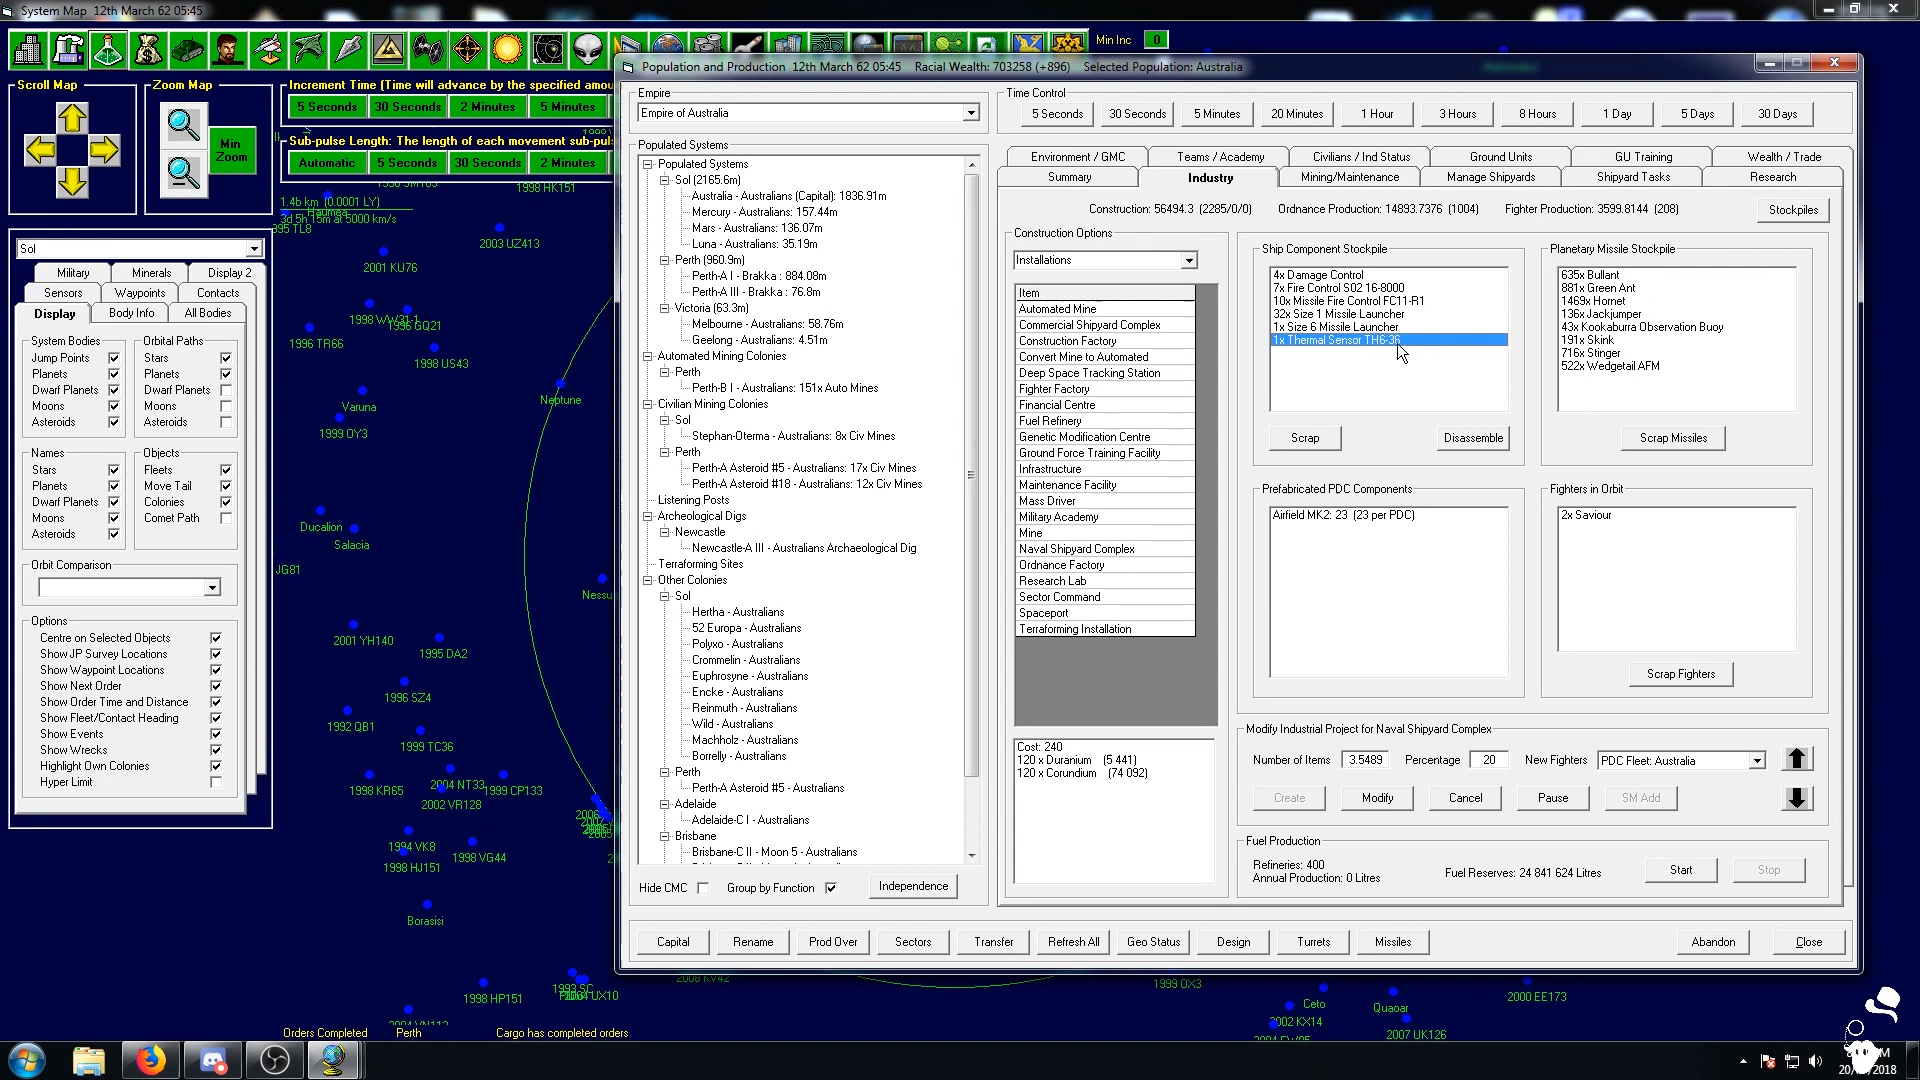 System Map  12th March 62 05:45
Min Inc  0
Scroll Map
Zoom Map
Min Zoom
Increment Time (Time will advance by the specified amou
5 Seconds  30 Seconds  2 Minutes  5 Minutes
Sub-pulse Length: The length of each movement sub-puls
Automatic  5 Seconds  30 Seconds  2 Minutes
1998 HK151
1.4b km  (0.0001 LY)
Haumea
3d 5h 15m at 5000 km/s
2003 UZ413
2001 KU76
1998 WW31-1
1996 GQ21
1996 TR66
1998 US43
Varuna
1999 OY3
Neptune
Ducalion
Salacia
JG81
Nessu
2001 YH140
1995 DA2
1996 SZ4
1992 QB1
1999 TC36
1998 KR65
2004 NT33
1999 CP133
2002 VR128
1994 VK8
1998 VG44
1998 HJ151
Borasisi
1998 HP151
1993 SC
2004 UX10
1999 OX3
Ceto
Quaoar
2000 EE173
2002 KX14
2007 UK126
Orders Completed  Perth  Cargo has completed orders
Sol
Military  Minerals  Display 2
Sensors  Waypoints  Contacts
Display  Body Info  All Bodies
System Bodies
Jump Points
Planets
Dwarf Planets
Moons
Asteroids
Orbital Paths
Stars
Planets
Dwarf Planets
Moons
Asteroids
Names
Stars
Planets
Dwarf Planets
Moons
Asteroids
Objects
Fleets
Move Tail
Colonies
Comet Path
Orbit Comparison
Options
Centre on Selected Objects
Show JP Survey Locations
Show Waypoint Locations
Show Next Order
Show Order Time and Distance
Show Fleet/Contact Heading
Show Events
Show Wrecks
Highlight Own Colonies
Hyper Limit
Population and Production  12th March 62 05:45  Racial Wealth: 703258 (+896)  Selected Population: Australia
Empire
Empire of Australia
Time Control
5 Seconds  30 Seconds  5 Minutes  20 Minutes  1 Hour  3 Hours  8 Hours  1 Day  5 Days  30 Days
Populated Systems
Populated Systems
Sol (2165.6m)
Australia - Australians (Capital): 1836.91m
Mercury - Australians: 157.44m
Mars - Australians: 136.07m
Luna - Australians: 35.19m
Perth (960.9m)
Perth-A I - Brakka : 884.08m
Perth-A III - Brakka : 76.8m
Victoria (63.3m)
Melbourne - Australians: 58.76m
Geelong - Australians: 4.51m
Automated Mining Colonies
Perth
Perth-B I - Australians: 151x Auto Mines
Civilian Mining Colonies
Sol
Stephan-Oterma - Australians: 8x Civ Mines
Perth
Perth-A Asteroid #5 - Australians: 17x Civ Mines
Perth-A Asteroid #18 - Australians: 12x Civ Mines
Listening Posts
Archeological Digs
Newcastle
Newcastle-A III - Australians Archaeological Dig
Terraforming Sites
Other Colonies
Sol
Hertha - Australians
52 Europa - Australians
Polyxo - Australians
Crommelin - Australians
Euphrosyne - Australians
Encke - Australians
Reinmuth - Australians
Wild - Australians
Machholz - Australians
Borrelly - Australians
Perth
Perth-A Asteroid #5 - Australians
Adelaide
Adelaide-C I - Australians
Brisbane
Brisbane-C II - Moon 5 - Australians
Hide CMC  Group by Function  Independence
Environment / GMC  Teams / Academy  Civilians / Ind Status  Ground Units  GU Training  Wealth / Trade
Summary  Industry  Mining/Maintenance  Manage Shipyards  Shipyard Tasks  Research
Construction: 56494.3  (2285/0/0)  Ordnance Production: 14893.7376  (1004)  Fighter Production: 3599.8144  (208)  Stockpiles
Construction Options
Installations
Item
Automated Mine
Commercial Shipyard Complex
Construction Factory
Convert Mine to Automated
Deep Space Tracking Station
Fighter Factory
Financial Centre
Fuel Refinery
Genetic Modification Centre
Ground Force Training Facility
Infrastructure
Maintenance Facility
Mass Driver
Military Academy
Mine
Naval Shipyard Complex
Ordnance Factory
Research Lab
Sector Command
Spaceport
Terraforming Installation
Cost: 240
120 x Duranium  (5 441)
120 x Corundium  (74 092)
Ship Component Stockpile
4x Damage Control
7x Fire Control S02 16-8000
10x Missile Fire Control FC11-R1
32x Size 1 Missile Launcher
1x Size 6 Missile Launcher
1x Thermal Sensor TH6-36
Scrap  Disassemble
Planetary Missile Stockpile
635x Bullant
881x Green Ant
1469x Hornet
136x Jackjumper
43x Kookaburra Observation Buoy
191x Skink
716x Stinger
522x Wedgetail AFM
Scrap Missiles
Prefabricated PDC Components
Airfield MK2: 23  (23 per PDC)
Fighters in Orbit
2x Saviour
Scrap Fighters
Modify Industrial Project for Naval Shipyard Complex
Number of Items  3.5489  Percentage  20  New Fighters  PDC Fleet: Australia
Create  Modify  Cancel  Pause  SM Add
Fuel Production
Refineries: 400
Annual Production: 0 Litres
Fuel Reserves: 24 841 624 Litres
Start  Stop
Capital  Rename  Prod Over  Sectors  Transfer  Refresh All  Geo Status  Design  Turrets  Missiles  Abandon  Close